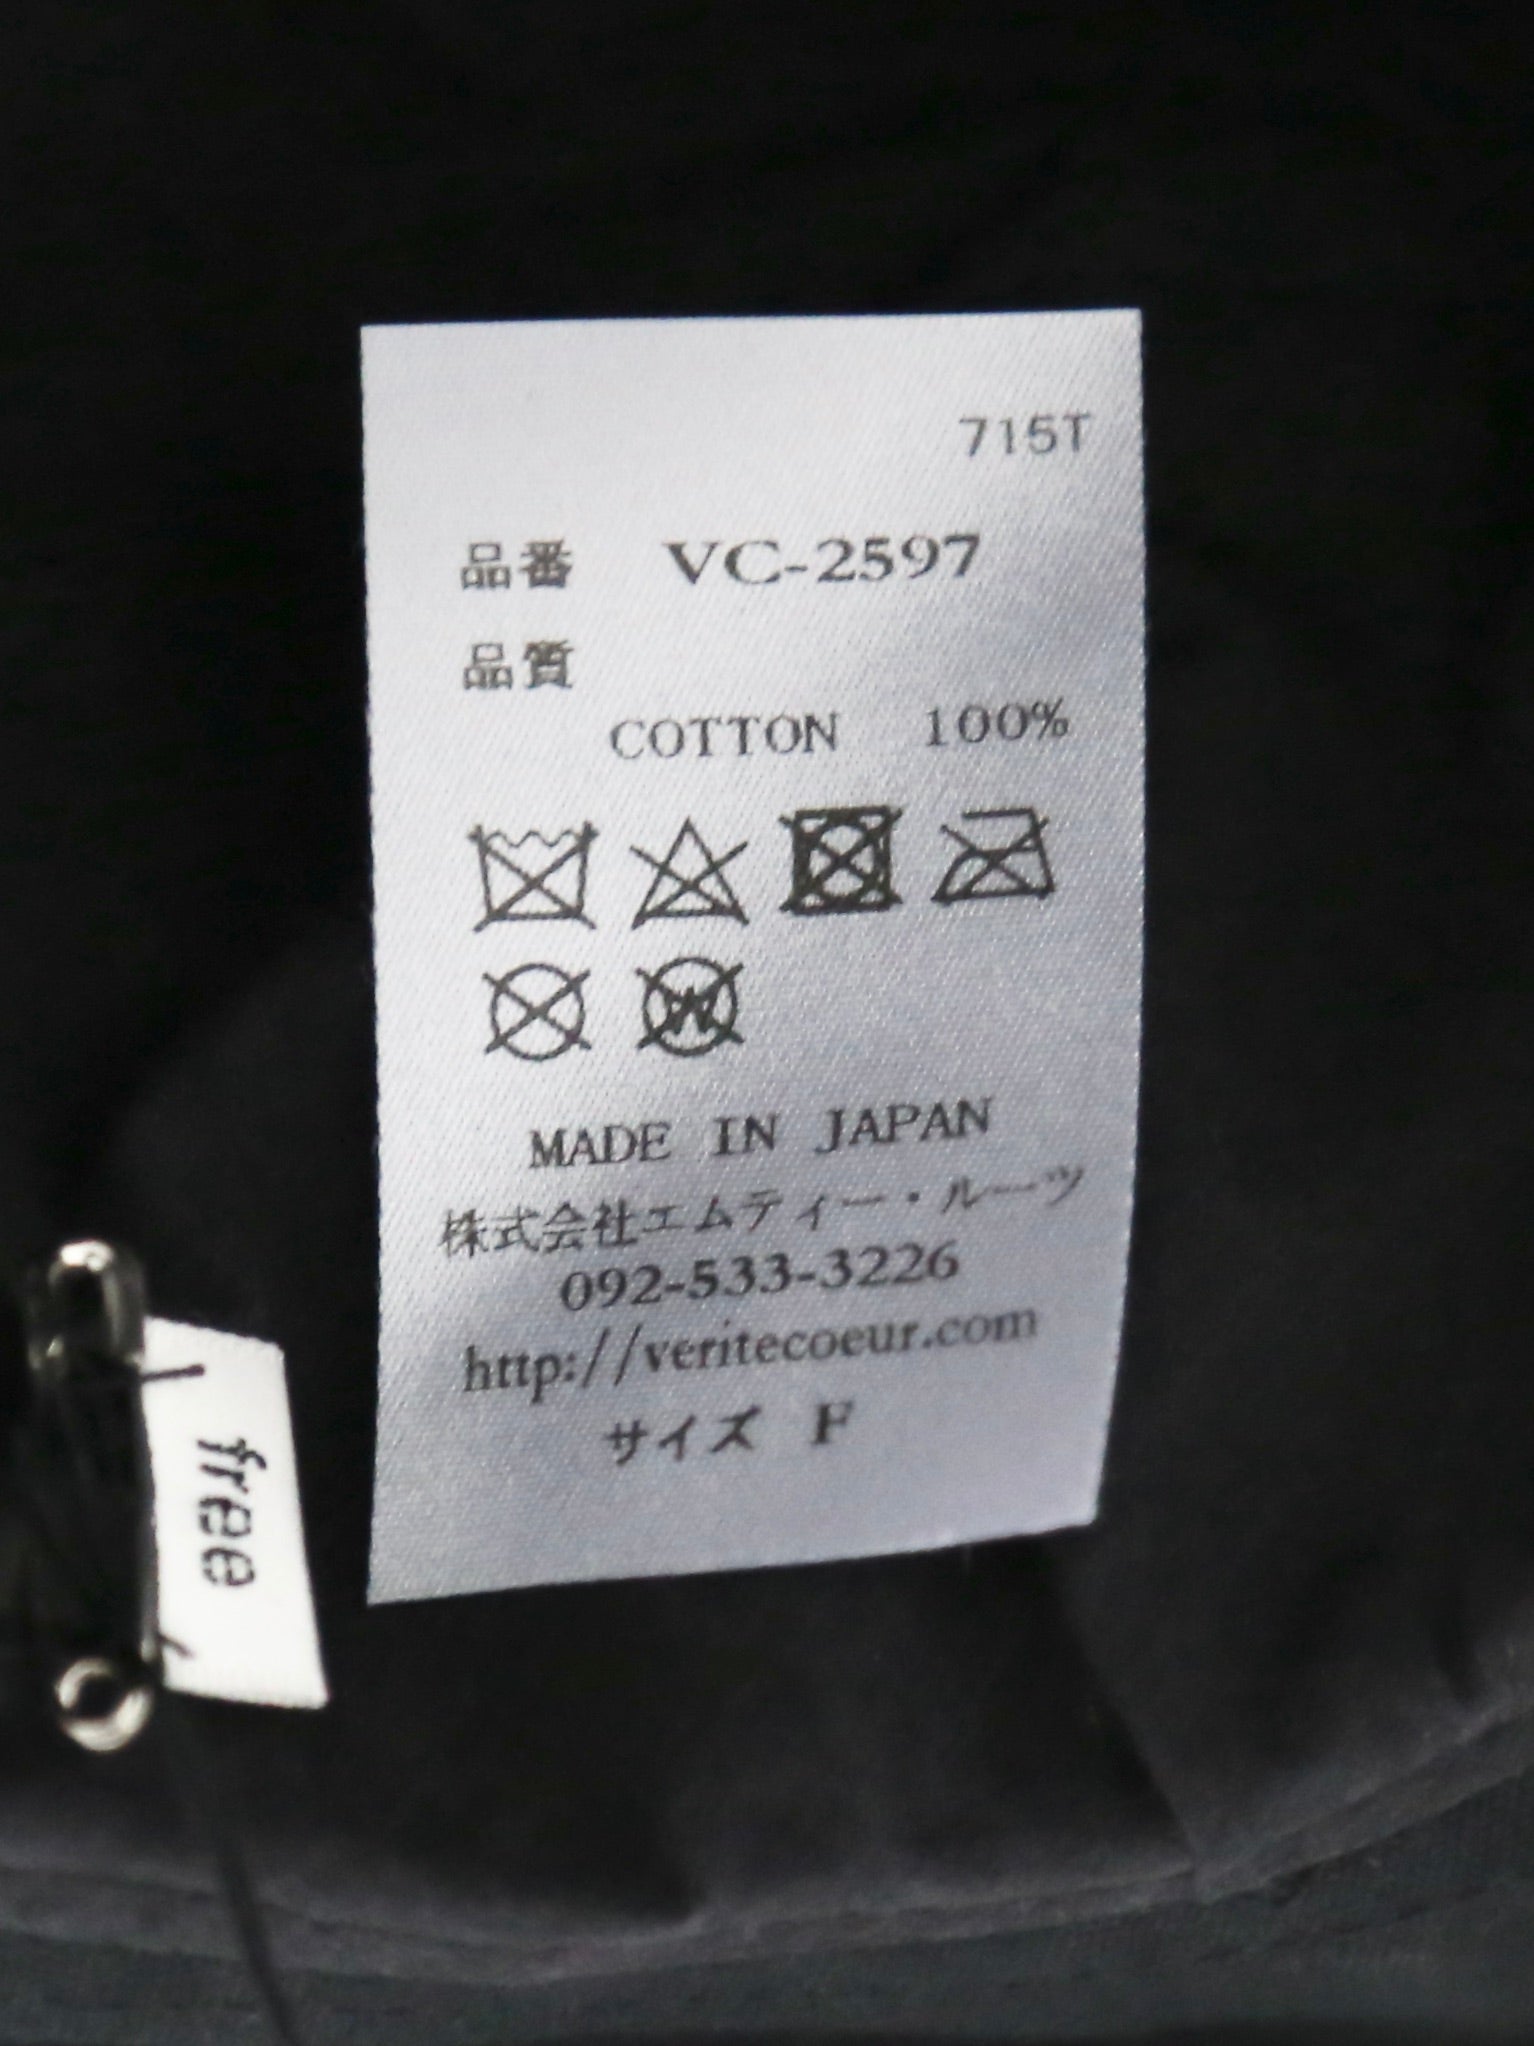 715T
品番 VC-2597
品質
COTTON 100%
W
MADE IN JAPAN
株式会社エムティー・ルーツ
092-533-3226
http://veritecoeur.com
サイズ F
free